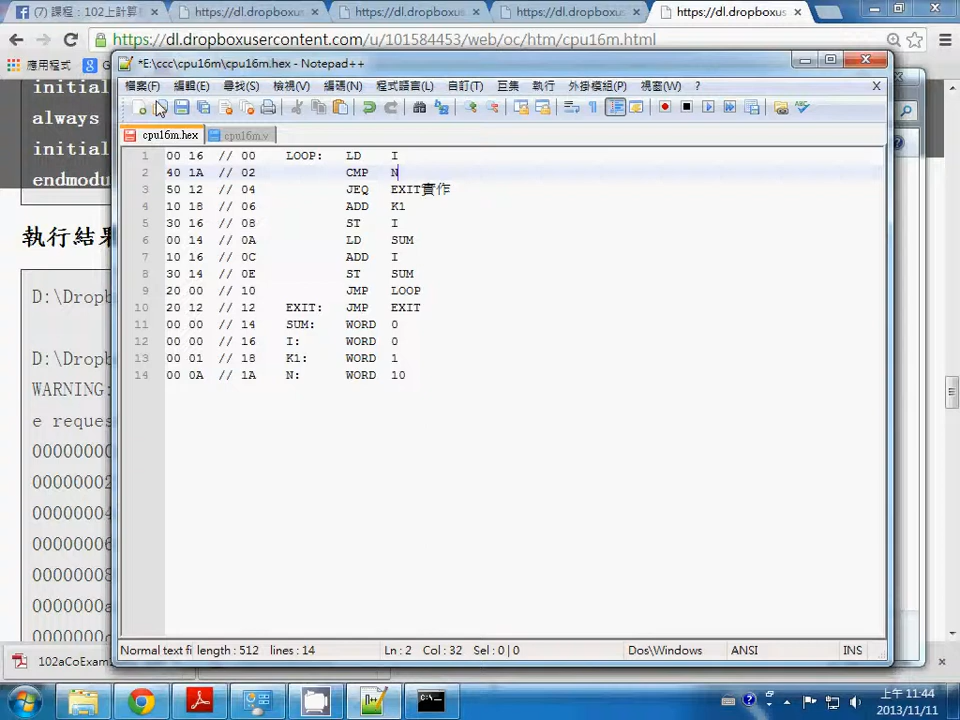 (7) 課程：102上計算
https://dl.dropboxus
https://dl.dropboxus
https://dl.dropboxus
https://dl.dropboxus
https://dl.dropboxusercontent.com/u/101584453/web/oc/htm/cpu16m.html
應用程式
*E:\ccc\cpu16m\cpu16m.hex - Notepad++
檔案(F) 編輯(E) 尋找(S) 檢視(V) 編碼(N) 程式語言(L) 自訂(T) 巨集 執行 外掛模組(P) 視窗(W) ? X
cpu16m.hex cpu16m.v
initial
always
initial
endmodu
執行結果
D:\Dropb
D:\Dropb
WARNING:
e reques
00000000
00000002
00000004
00000006
00000008
0000000a
1 00 16 // 00 LOOP: LD I
2 40 1A // 02 CMP N
3 50 12 // 04 JEQ EXIT實作
4 10 18 // 06 ADD K1
5 30 16 // 08 ST I
6 00 14 // 0A LD SUM
7 10 16 // 0C ADD I
8 30 14 // 0E ST SUM
9 20 00 // 10 JMP LOOP
10 20 12 // 12 EXIT: JMP EXIT
11 00 00 // 14 SUM: WORD 0
12 00 00 // 16 I: WORD 0
13 00 01 // 18 K1: WORD 1
14 00 0A // 1A N: WORD 10
Normal text fi length : 512 lines : 14 Ln : 2 Col : 32 Sel : 0 | 0 Dos\Windows ANSI INS
102aCoExam
上午 11:44
2013/11/11